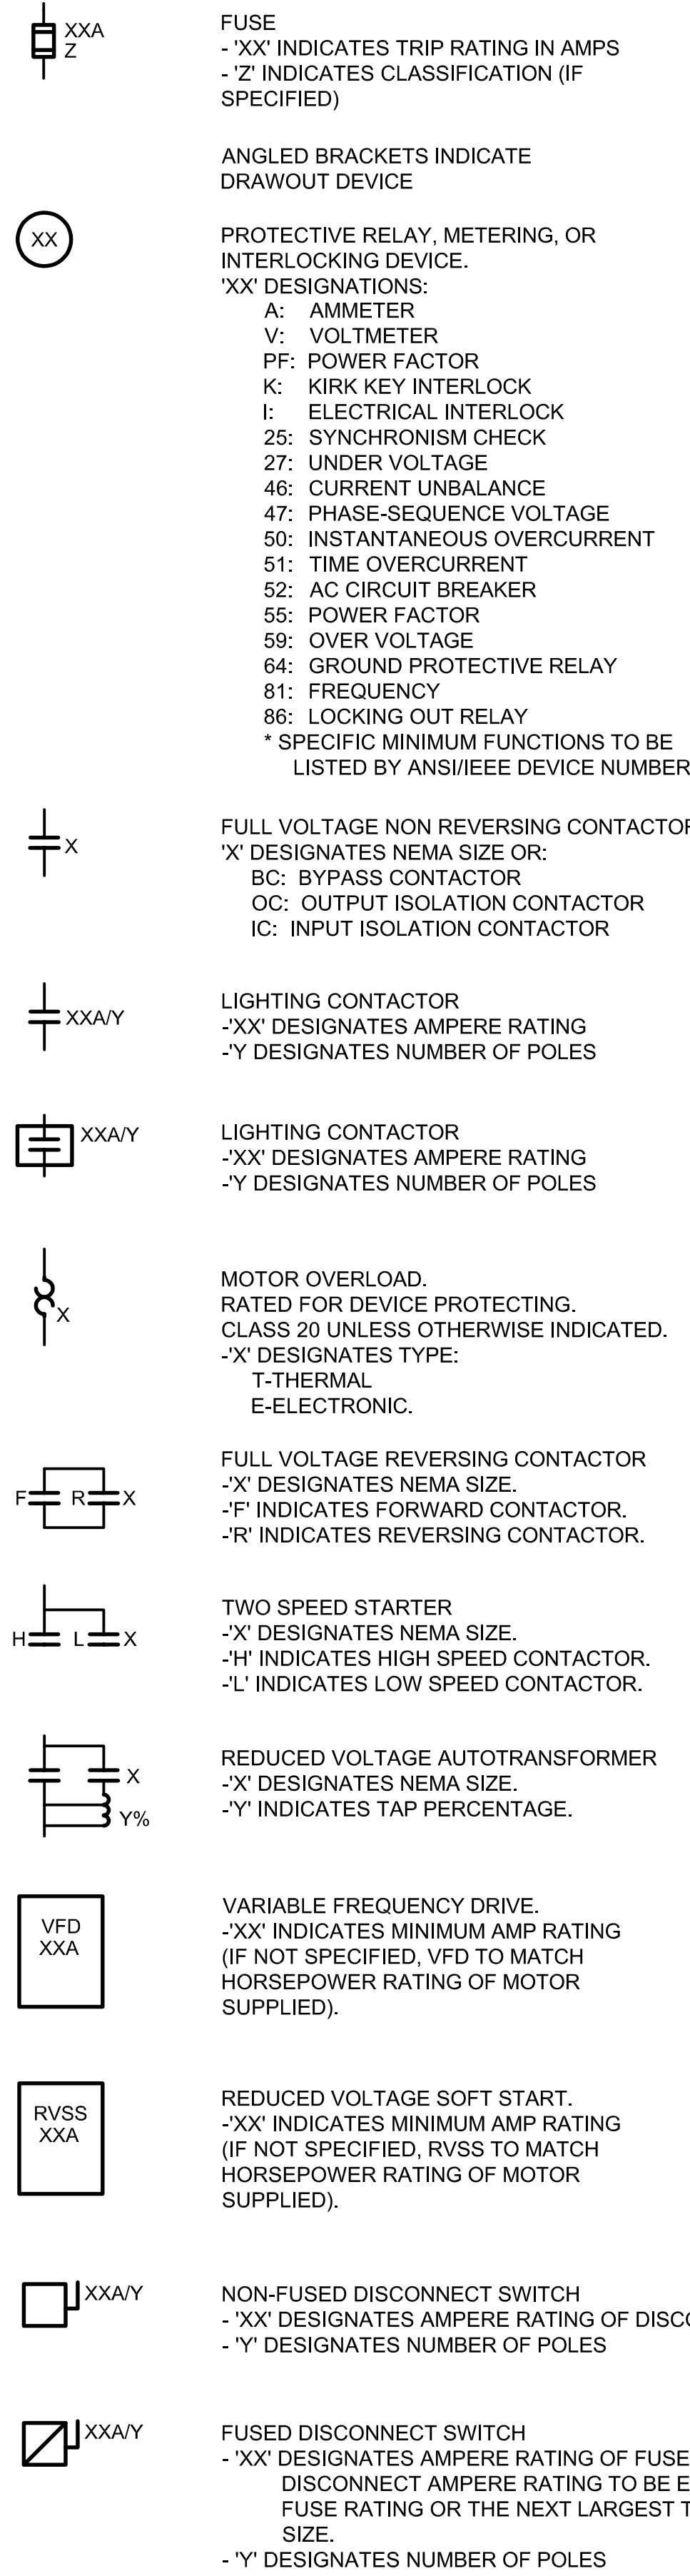 XXA
Z
FUSE
- 'XX' INDICATES TRIP RATING IN AMPS
- 'Z' INDICATES CLASSIFICATION (IF
SPECIFIED)
ANGLED BRACKETS INDICATE
DRAWOUT DEVICE
XX
PROTECTIVE RELAY, METERING, OR
INTERLOCKING DEVICE.
'XX' DESIGNATIONS:
A: AMMETER
V: VOLTMETER
PF: POWER FACTOR
K: KIRK KEY INTERLOCK
I: ELECTRICAL INTERLOCK
25: SYNCHRONISM CHECK
27: UNDER VOLTAGE
46: CURRENT UNBALANCE
47: PHASE-SEQUENCE VOLTAGE
50: INSTANTANEOUS OVERCURRENT
51: TIME OVERCURRENT
52: AC CIRCUIT BREAKER
55: POWER FACTOR
59: OVER VOLTAGE
64: GROUND PROTECTIVE RELAY
81: FREQUENCY
86: LOCKING OUT RELAY
* SPECIFIC MINIMUM FUNCTIONS TO BE
LISTED BY ANSI/IEEE DEVICE NUMBER
X
FULL VOLTAGE NON REVERSING CONTACTOR
'X' DESIGNATES NEMA SIZE OR:
BC: BYPASS CONTACTOR
OC: OUTPUT ISOLATION CONTACTOR
IC: INPUT ISOLATION CONTACTOR
XXA/Y
LIGHTING CONTACTOR
-'XX' DESIGNATES AMPERE RATING
-'Y DESIGNATES NUMBER OF POLES
XXA/Y
LIGHTING CONTACTOR
-'XX' DESIGNATES AMPERE RATING
-'Y DESIGNATES NUMBER OF POLES
X
MOTOR OVERLOAD.
RATED FOR DEVICE PROTECTING.
CLASS 20 UNLESS OTHERWISE INDICATED.
-'X' DESIGNATES TYPE:
T-THERMAL
E-ELECTRONIC.
F R X
FULL VOLTAGE REVERSING CONTACTOR
-'X' DESIGNATES NEMA SIZE.
-'F' INDICATES FORWARD CONTACTOR.
-'R' INDICATES REVERSING CONTACTOR.
H L X
TWO SPEED STARTER
-'X' DESIGNATES NEMA SIZE.
-'H' INDICATES HIGH SPEED CONTACTOR.
-'L' INDICATES LOW SPEED CONTACTOR.
X
Y%
REDUCED VOLTAGE AUTOTRANSFORMER
-'X' DESIGNATES NEMA SIZE.
-'Y' INDICATES TAP PERCENTAGE.
VFD
XXA
VARIABLE FREQUENCY DRIVE.
-'XX' INDICATES MINIMUM AMP RATING
(IF NOT SPECIFIED, VFD TO MATCH
HORSEPOWER RATING OF MOTOR
SUPPLIED).
RVSS
XXA
REDUCED VOLTAGE SOFT START.
-'XX' INDICATES MINIMUM AMP RATING
(IF NOT SPECIFIED, RVSS TO MATCH
HORSEPOWER RATING OF MOTOR
SUPPLIED).
XXA/Y
NON-FUSED DISCONNECT SWITCH
- 'XX' DESIGNATES AMPERE RATING OF
- 'Y' DESIGNATES NUMBER OF POLES
XXA/Y
FUSED DISCONNECT SWITCH
- 'XX' DESIGNATES AMPERE RATING OF FUSE
DISCONNECT AMPERE RATING TO BE
FUSE RATING OR THE NEXT LARGEST
SIZE.
- 'Y' DESIGNATES NUMBER OF POLES